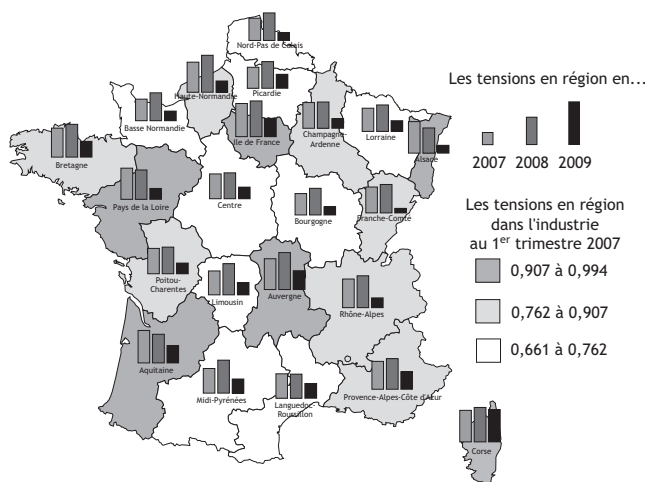 Nord-Pas de Calais
Haute-Normandie
Picardie
Basse Normandie
Ile de France
Champagne-
Ardenne
Lorraine
Alsace
Bretagne
Pays de la Loire
Centre
Bourgogne
Franche-Comté
Poitou-
Charentes
Limousin
Auvergne
Rhône-Alpes
Aquitaine
Midi-Pyrénées
Languedoc
Roussillon
Provence-Alpes-Côte d'Azur
Corse
Les tensions en région en...
2007 2008 2009
Les tensions en région
dans l'industrie
au 1er trimestre 2007
0,907 à 0,994
0,762 à 0,907
0,661 à 0,762